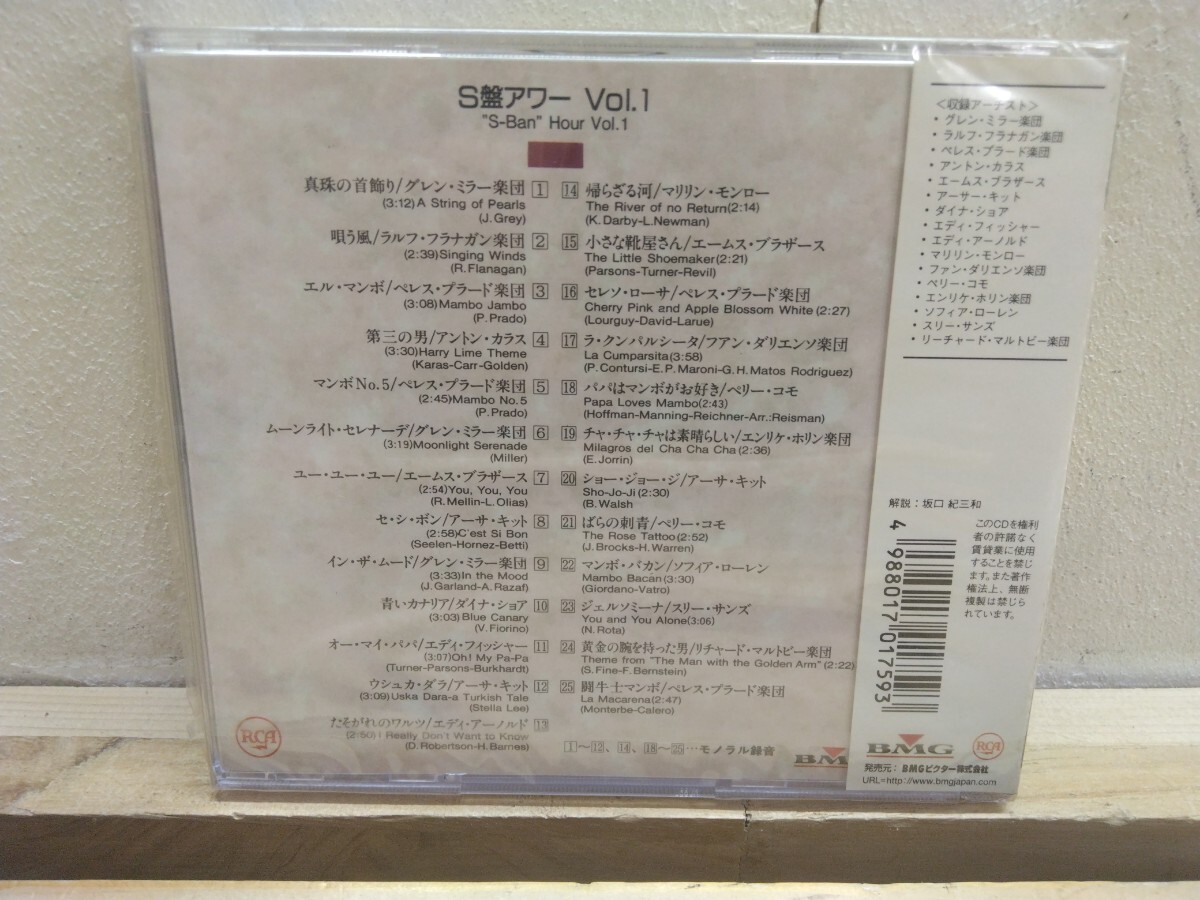 S盤アワー Vol.1
"S-Ban" Hour Vol.1
真珠の首飾り/グレン・ミラー楽団 1
(3:12)A String of Pearls
(J.Grey)
唄う風/ラルフ・フラナガン楽団 2
(2:39)Singing Winds
(R.Flanagan)
エル・マンボ/ペレス・プラード楽団 3
(3:08)Mambo Jambo
(P.Prado)
第三の男/アントン・カラス 4
(3:30)Harry Lime Theme
(Karas-Carr-Golden)
マンボNo.5/ペレス・プラード楽団 5
(2:45)Mambo No.5
(P.Prado)
ムーンライト・セレナーデ/グレン・ミラー楽団 6
(3:19)Moonlight Serenade
(Miller)
ユー・ユー・ユー/エームス・ブラザース 7
(2:54)You, You, You
(R.Mellin-L.Olias)
セ・シ・ボン/アーサ・キット 8
(2:58)C'est Si Bon
(Seelen-Hornez-Betti)
イン・ザ・ムード/グレン・ミラー楽団 9
(3:33)In the Mood
(J.Garland-A.Razaf)
青いカナリア/ダイナ・ショア 10
(3:03)Blue Canary
(V.Fiorino)
オー・マイ・パパ/エディ・フィッシャー 11
(3:07)Oh! My Pa-Pa
(Turner-Parsons-Burkhardt)
ウシュカ・ダラ/アーサ・キット 12
(3:09)Uska Dara-a Turkish Tale
(Stella Lee)
たそがれのワルツ/エディ・アーノルド 13
(2:50)I Really Don't Want to Know
(D.Robertson-H.Barnes)
14 帰らざる河/マリリン・モンロー
The River of no Return(2:14)
(K.Darby-L.Newman)
15 小さな靴屋さん/エームス・ブラザース
The Little Shoemaker(2:21)
(Parsons-Turner-Revil)
16 セレソ・ローサ/ペレス・プラード楽団
Cherry Pink and Apple Blossom White(2:27)
(Lourguy-David-Larue)
17 ラ・クンパルシータ/フアン・ダリエンソ楽団
La Cumparsita(3:58)
(P.Contursi-E.P.Maroni-G.H.Matos Rodriguez)
18 パパはマンボがお好き/ペリー・コモ
Papa Loves Mambo(2:43)
(Hoffman-Manning-Reichner-Arr.:Reisman)
19 チャ・チャ・チャは素晴らしい/エンリケ・ホリン楽団
Milagros del Cha Cha Cha(2:36)
(E.Jorrin)
20 ショー・ジョー・ジ/アーサ・キット
Sho-Jo-Ji(2:30)
(B.Walsh
21 ばらの刺青/ペリー・コモ
The Rose Tattoo(2:52)
(J.Brocks-H.Warren)
22 マンボ・バカン/ソフィア・ローレン
Mambo Bacan(3:30)
(Giordano-Vatro)
23 ジェルソミーナ/スリー・サンズ
You and You Alone(3:06)
(N.Rota)
24 黄金の腕を持った男/リチャード・マルトビー楽団
Theme from "The Man with the Golden Arm"(2:22)
(S.Fine-F.Bernstein)
25 闘牛士マンボ/ペレス・プラード楽団
La Macarena(2:47)
(Monterbe-Calero)
1～12、14、18～25…モノラル録音
RCA
BM
<収録アーテスト>
・グレン・ミラー楽団
・ラルフ・フラナガン楽団
・ペレス・プラード楽団
・アントン・カラス
・エームス・ブラザース
・アーサー・キット
・ダイナ・ショア
・エディ・フィッシャー
・エディ・アーノルド
・マリリン・モンロー
・ファン・ダリエンソ楽団
・ペリー・コモ
・エンリケ・ホリン楽団
・ソフィア・ローレン
・スリー・サンズ
・リーチャード・マルトビー楽団
解説：坂口 紀三和
このCDを権利
者の許諾なく
賃貸業に使用
することを禁じ
ます。また著作
権法上、無断
複製は禁じら
れています。
4 988017 017593
BMG
RCA
発売元：BMGビクター株式会社
URL=http://www.bmgjapan.com